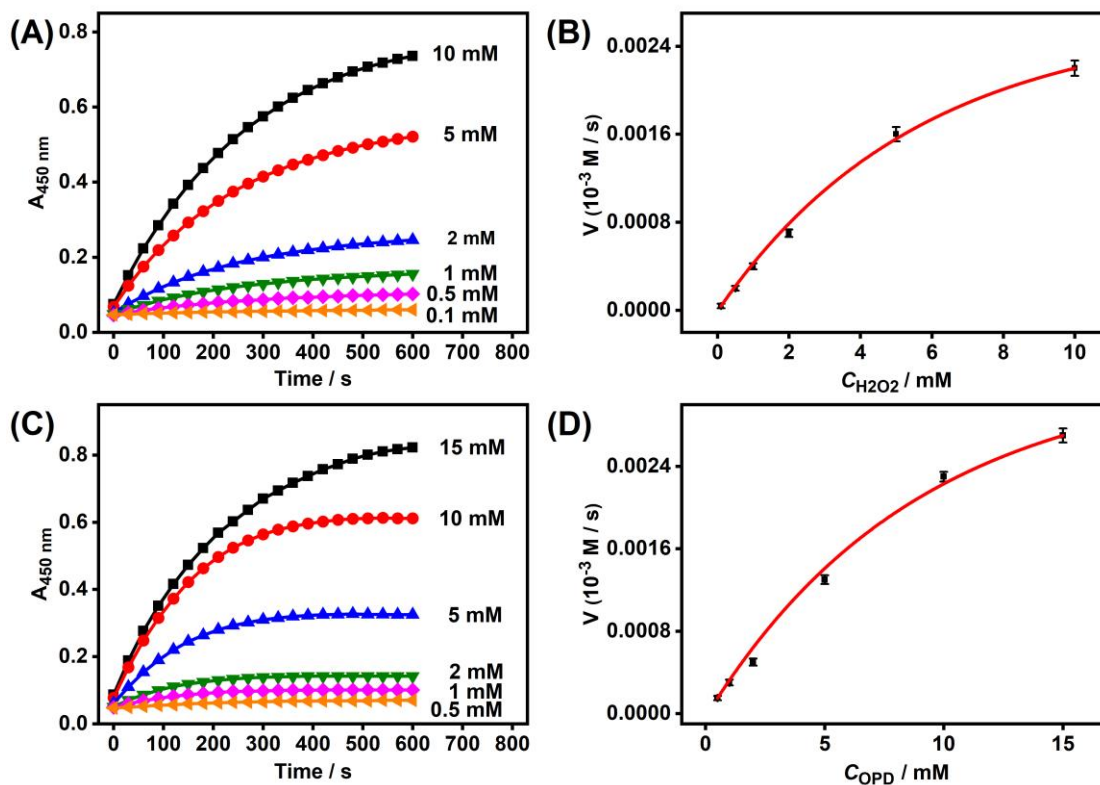 (A)
0.8
0.6
0.4
0.2
0.0
A450 nm
10 mM
5 mM
2 mM
1 mM
0.5 mM
0.1 mM
0 100 200 300 400 500 600 700 800
Time / s
(B)
0.0024
0.0016
0.0008
0.0000
V (10-3 M / s)
0 2 4 6 8 10
CH2O2 / mM
(C)
0.8
0.6
0.4
0.2
0.0
A450 nm
15 mM
10 mM
5 mM
2 mM
1 mM
0.5 mM
0 100 200 300 400 500 600 700 800
Time / s
(D)
0.0024
0.0016
0.0008
0.0000
V (10-3 M / s)
0 5 10 15
COPD / mM